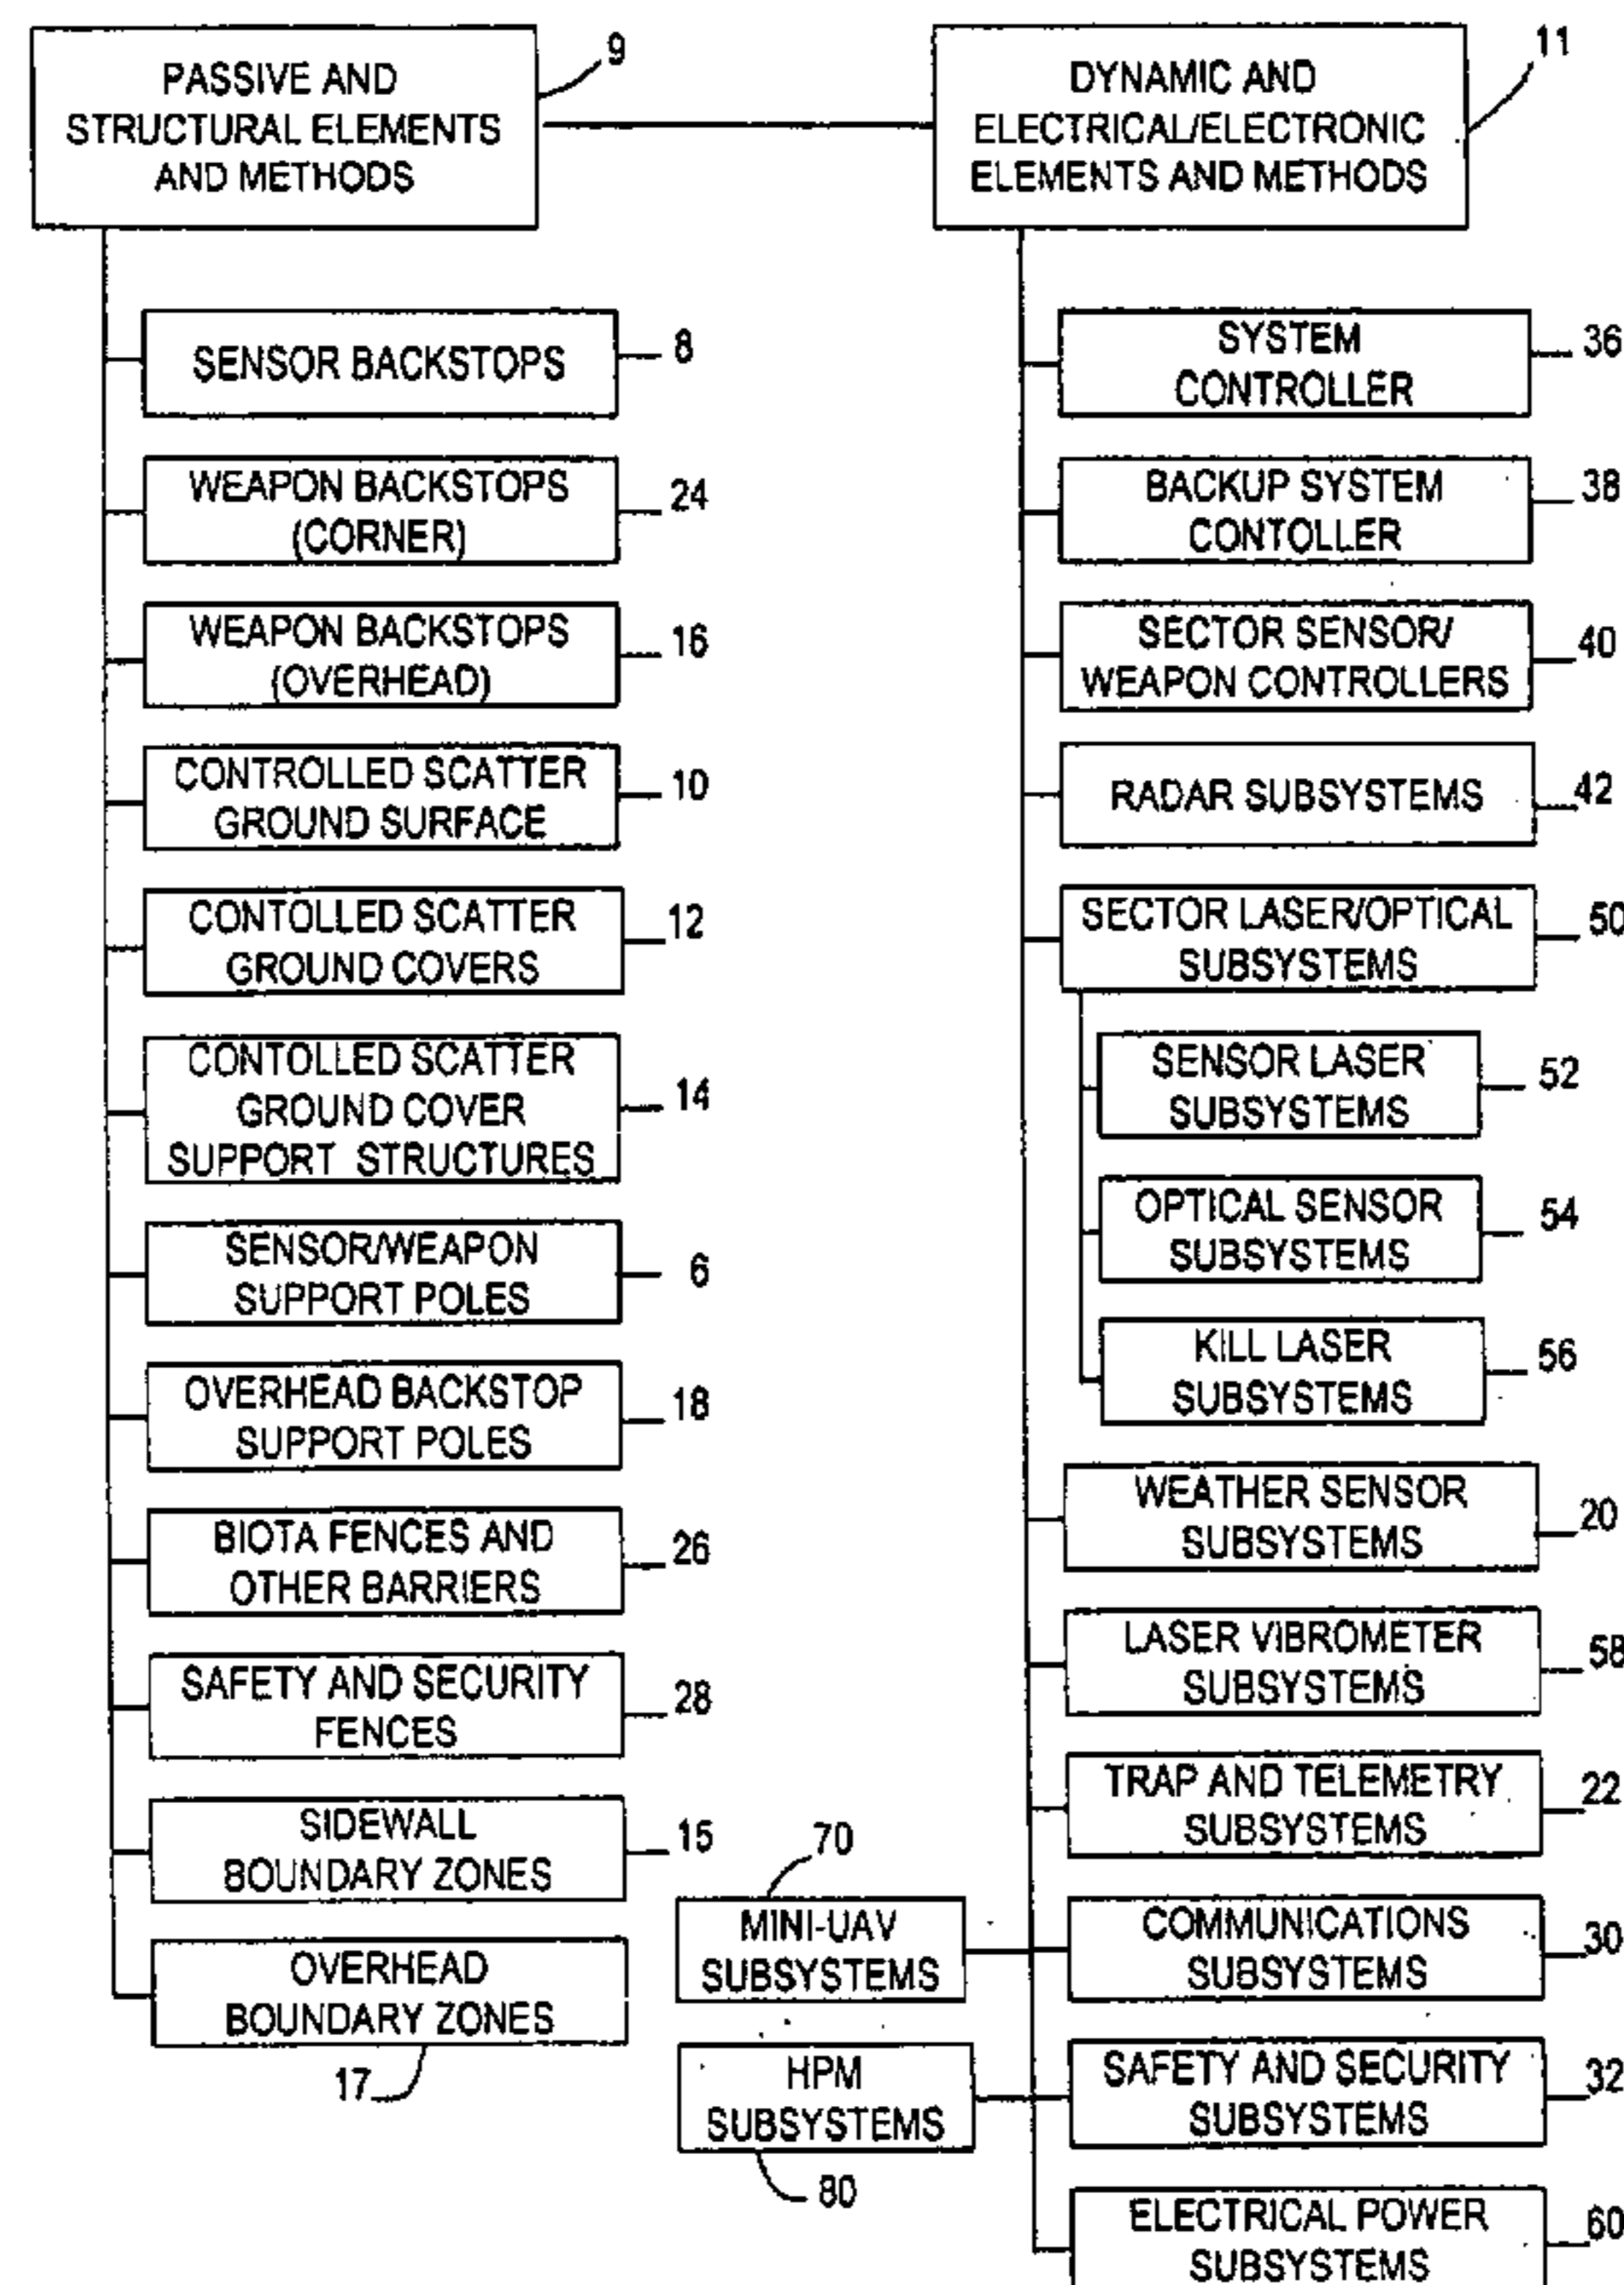 PASSIVE AND
STRUCTURAL ELEMENTS
AND METHODS
9
DYNAMIC AND
ELECTRICAL/ELECTRONIC
ELEMENTS AND METHODS
11
SENSOR BACKSTOPS
8
WEAPON BACKSTOPS
(CORNER)
24
WEAPON BACKSTOPS
(OVERHEAD)
16
CONTROLLED SCATTER
GROUND SURFACE
10
CONTOLLED SCATTER
GROUND COVERS
12
CONTOLLED SCATTER
GROUND COVER
SUPPORT STRUCTURES
14
SENSOR/WEAPON
SUPPORT POLES
6
OVERHEAD BACKSTOP
SUPPORT POLES
18
BIOTA FENCES AND
OTHER BARRIERS
26
SAFETY AND SECURITY
FENCES
28
SIDEWALL
BOUNDARY ZONES
15
OVERHEAD
BOUNDARY ZONES
17
SYSTEM
CONTROLLER
36
BACKUP SYSTEM
CONTOLLER
38
SECTOR SENSOR/
WEAPON CONTROLLERS
40
RADAR SUBSYSTEMS
42
SECTOR LASER/OPTICAL
SUBSYSTEMS
50
SENSOR LASER
SUBSYSTEMS
52
OPTICAL SENSOR
SUBSYSTEMS
54
KILL LASER
SUBSYSTEMS
56
WEATHER SENSOR
SUBSYSTEMS
20
LASER VIBROMETER
SUBSYSTEMS
58
TRAP AND TELEMETRY
SUBSYSTEMS
22
70
MINI-UAV
SUBSYSTEMS
COMMUNICATIONS
SUBSYSTEMS
30
HPM
SUBSYSTEMS
80
SAFETY AND SECURITY
SUBSYSTEMS
32
ELECTRICAL POWER
SUBSYSTEMS
60